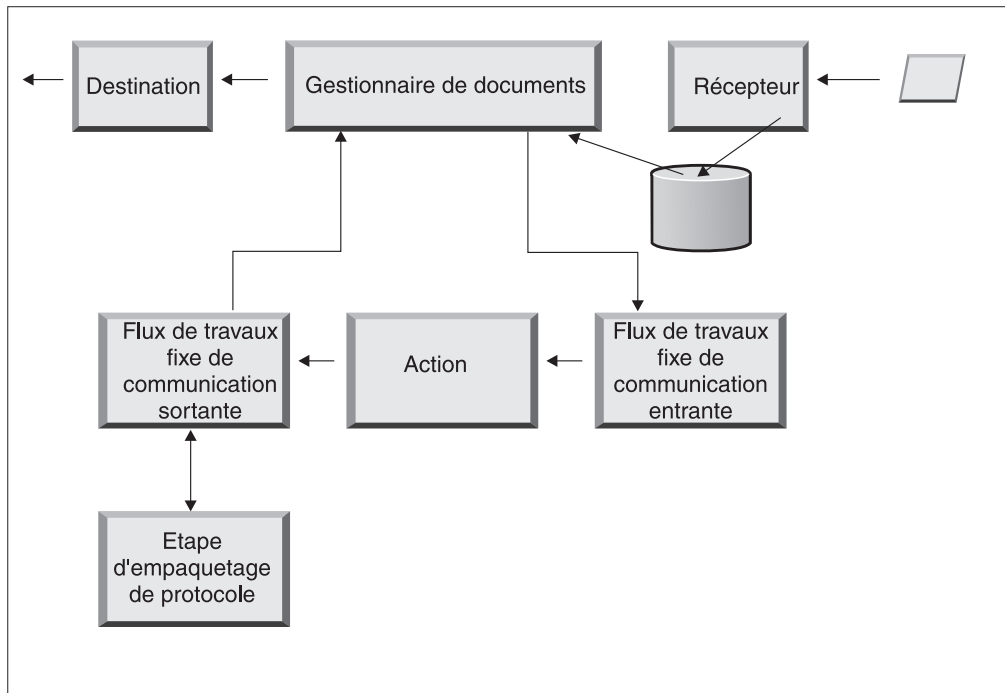 Destination
Gestionnaire de documents
Récepteur
Flux de travaux
fixe de
communication
sortante
Action
Flux de travaux
fixe de
communication
entrante
Etape
d'empaquetage
de protocole